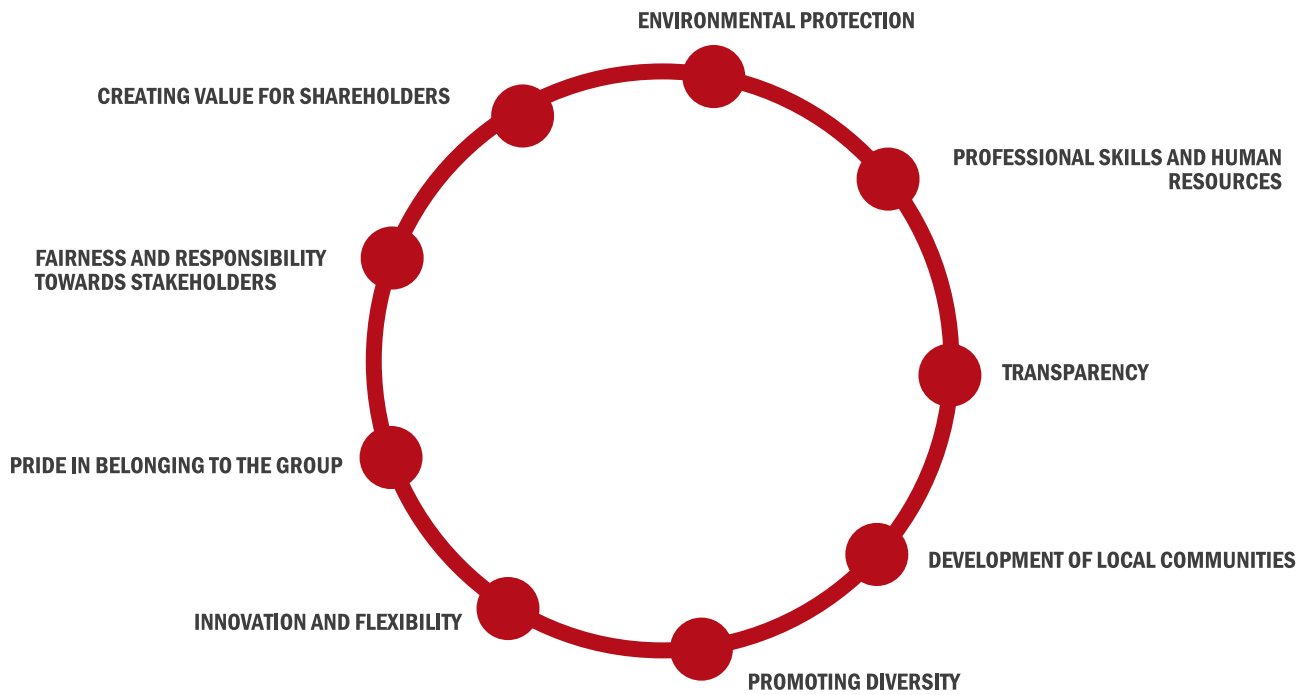 ENVIRONMENTAL PROTECTION
CREATING VALUE FOR SHAREHOLDERS
PROFESSIONAL SKILLS AND HUMAN
RESOURCES
FAIRNESS AND RESPONSIBILITY
TOWARDS STAKEHOLDERS
TRANSPARENCY
PRIDE IN BELONGING TO THE GROUP
DEVELOPMENT OF LOCAL COMMUNITIES
INNOVATION AND FLEXIBILITY
PROMOTING DIVERSITY